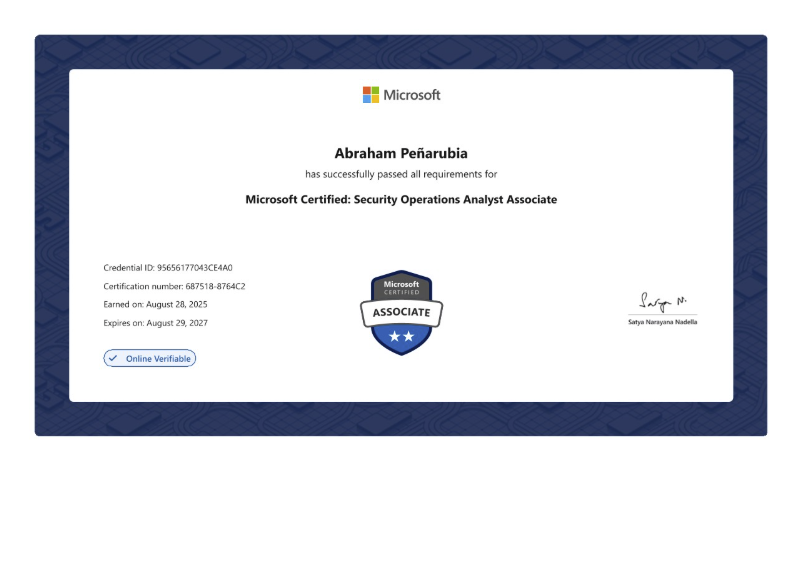 Microsoft
Abraham Peñarubia
has successfully passed all requirements for
Microsoft Certified: Security Operations Analyst Associate
Credential ID: 95656177043CE4A0
Certification number: 687518-8764C2
Earned on: August 28, 2025
Expires on: August 29, 2027
Online Verifiable
Microsoft
CERTIFIED
ASSOCIATE
Satya N.
Satya Narayana Nadella